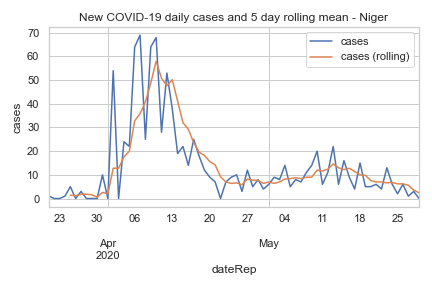 New COVID-19 daily cases and 5 day rolling mean - Niger
cases
cases (rolling)
70
60
50
40
30
20
10
0
cases
23 30 06 13 20 27 04 11 18 25
Apr May
2020
dateRep